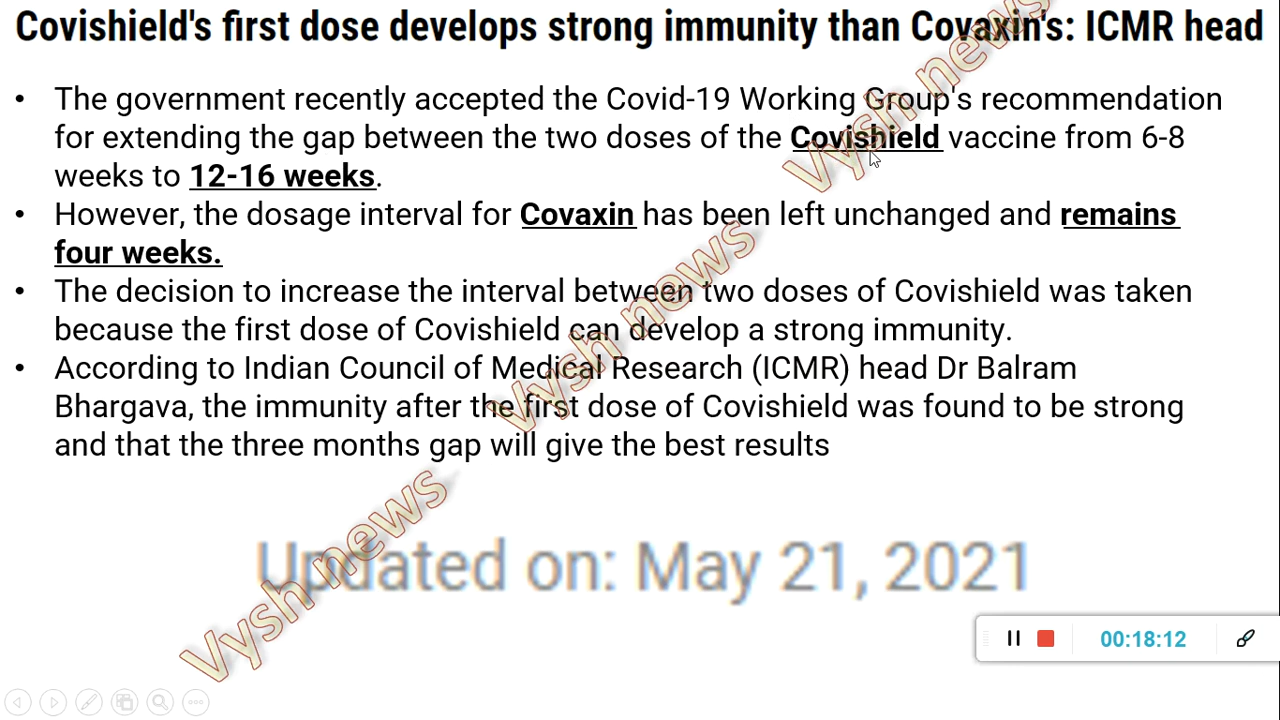 Covishield's first dose develops strong immunity than Covaxin's: ICMR head
• The government recently accepted the Covid-19 Working Group's recommendation
for extending the gap between the two doses of the Covishield vaccine from 6-8
weeks to 12-16 weeks.
• However, the dosage interval for Covaxin has been left unchanged and remains
four weeks.
• The decision to increase the interval between two doses of Covishield was taken
because the first dose of Covishield can develop a strong immunity.
• According to Indian Council of Medical Research (ICMR) head Dr Balram
Bhargava, the immunity after the first dose of Covishield was found to be strong
and that the three months gap will give the best results
Updated on: May 21, 2021
Vysh news
Vysh news
Vysh news
00:18:12